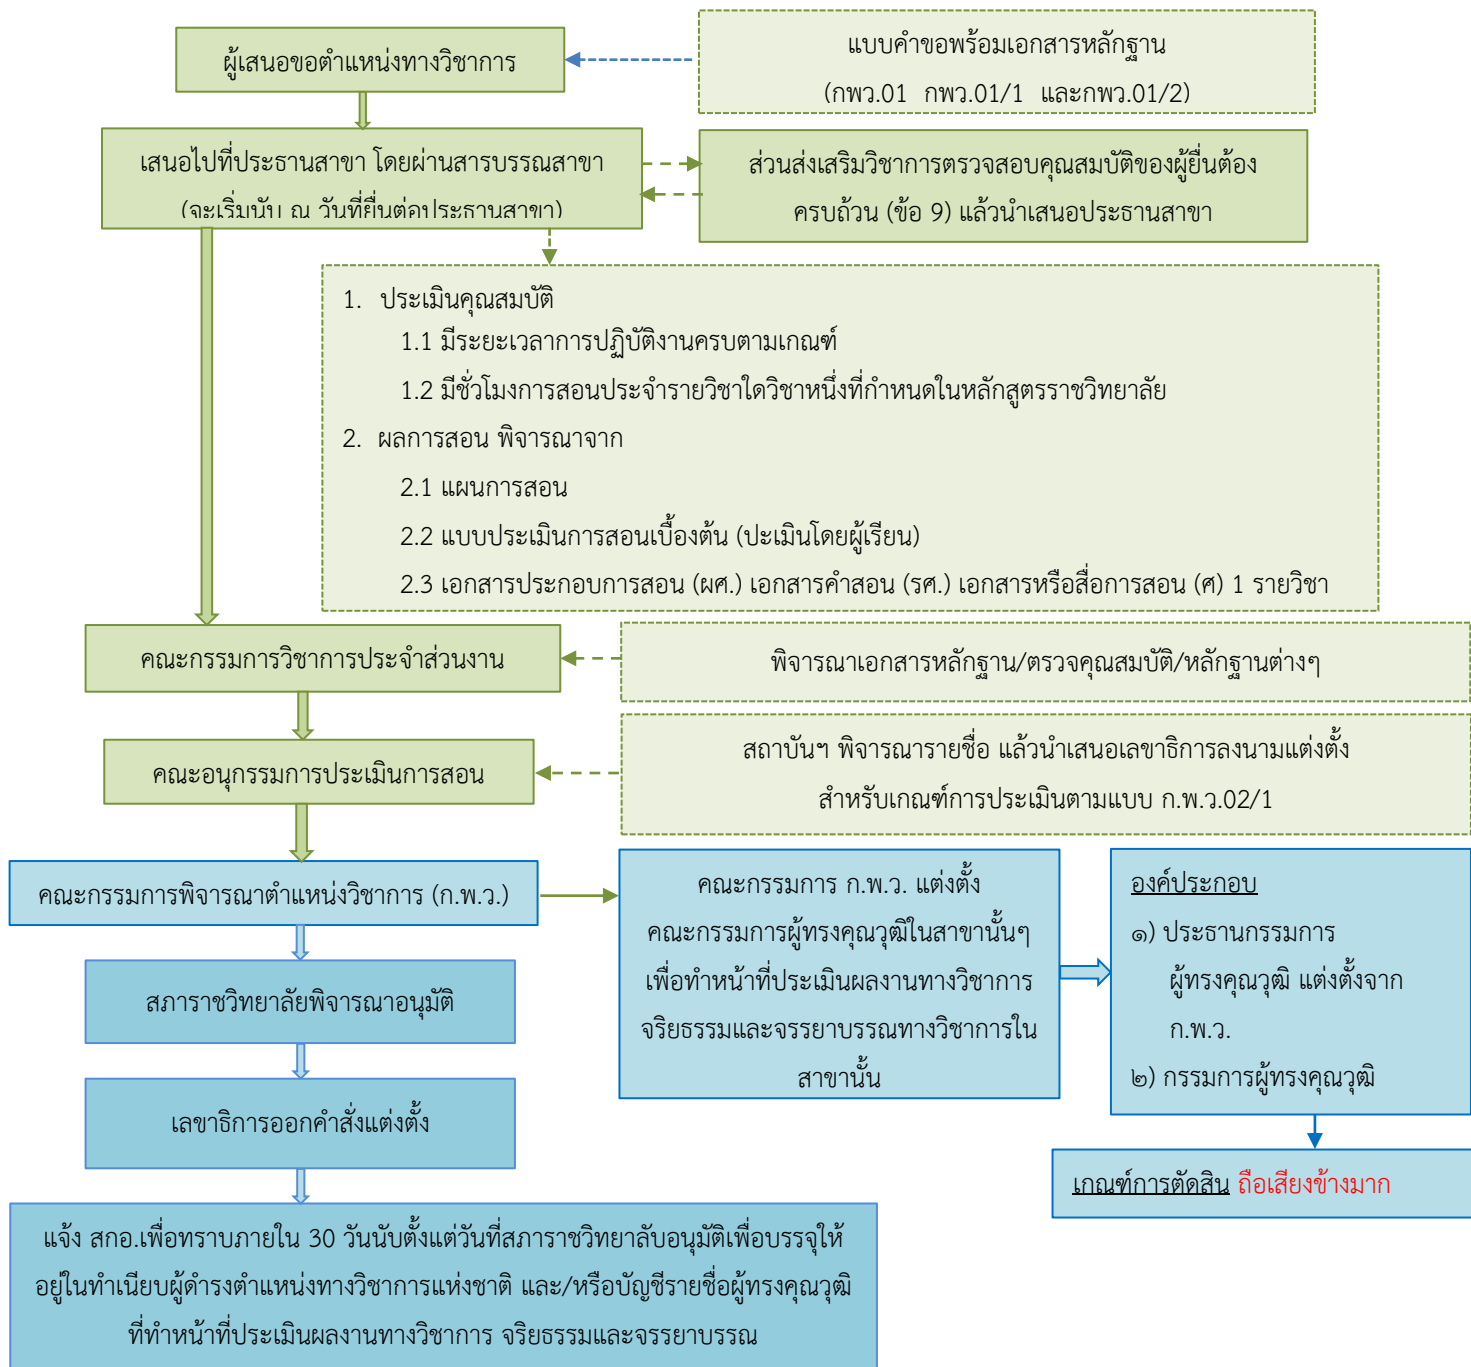 ผู้เสนอขอตำแหน่งทางวิชาการ
แบบคำขอพร้อมเอกสารหลักฐาน
(กพว.01 กพว.01/1 และกพว.01/2)
เสนอไปที่ประธานสาขา โดยผ่านสารบรรณสาขา
(จะเริ่มนับ ณ วันที่ยื่นต่อประธานสาขา)
ส่วนส่งเสริมวิชาการตรวจสอบคุณสมบัติของผู้ยื่นต้อง
ครบถ้วน (ข้อ 9) แล้วนำเสนอประธานสาขา
1. ประเมินคุณสมบัติ
1.1 มีระยะเวลาการปฏิบัติงานครบตามเกณฑ์
1.2 มีชั่วโมงการสอนประจำรายวิชาใดวิชาหนึ่งที่กำหนดในหลักสูตรราชวิทยาลัย
2. ผลการสอน พิจารณาจาก
2.1 แผนการสอน
2.2 แบบประเมินการสอนเบื้องต้น (ปะเมินโดยผู้เรียน)
2.3 เอกสารประกอบการสอน (ผศ.) เอกสารคำสอน (รศ.) เอกสารหรือสื่อการสอน (ศ) 1 รายวิชา
คณะกรรมการวิชาการประจำส่วนงาน
พิจารณาเอกสารหลักฐาน/ตรวจคุณสมบัติ/หลักฐานต่างๆ
คณะอนุกรรมการประเมินการสอน
สถาบันฯ พิจารณารายชื่อ แล้วนำเสนอเลขาธิการลงนามแต่งตั้ง
สำหรับเกณฑ์การประเมินตามแบบ ก.พ.ว.02/1
คณะกรรมการพิจารณาตำแหน่งวิชาการ (ก.พ.ว.)
คณะกรรมการ ก.พ.ว. แต่งตั้ง
คณะกรรมการผู้ทรงคุณวุฒิในสาขานั้นๆ
เพื่อทำหน้าที่ประเมินผลงานทางวิชาการ
จริยธรรมและจรรยาบรรณทางวิชาการใน
สาขานั้น
องค์ประกอบ
๑) ประธานกรรมการ
ผู้ทรงคุณวุฒิ แต่งตั้งจาก
ก.พ.ว.
๒) กรรมการผู้ทรงคุณวุฒิ
เกณฑ์การตัดสิน ถือเสียงข้างมาก
สภาราชวิทยาลัยพิจารณาอนุมัติ
เลขาธิการออกคำสั่งแต่งตั้ง
แจ้ง สกอ.เพื่อทราบภายใน 30 วันนับตั้งแต่วันที่สภาราชวิทยาลับอนุมัติเพื่อบรรจุให้
อยู่ในทำเนียบผู้ดำรงตำแหน่งทางวิชาการแห่งชาติ และ/หรือบัญชีรายชื่อผู้ทรงคุณวุฒิ
ที่ทำหน้าที่ประเมินผลงานทางวิชาการ จริยธรรมและจรรยาบรรณ